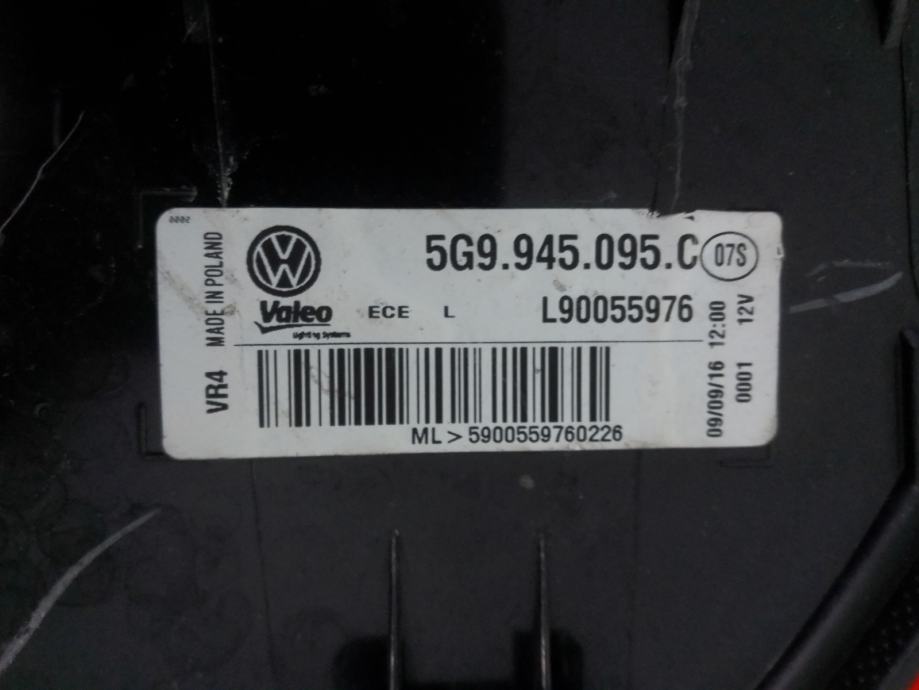 0002
MADE IN POLAND
VR4
5G9.945.095.C 07S
Valeo ECE L L90055976
Lighting Systems
ML>5900559760226
09/09/16 12:00
0001 12V